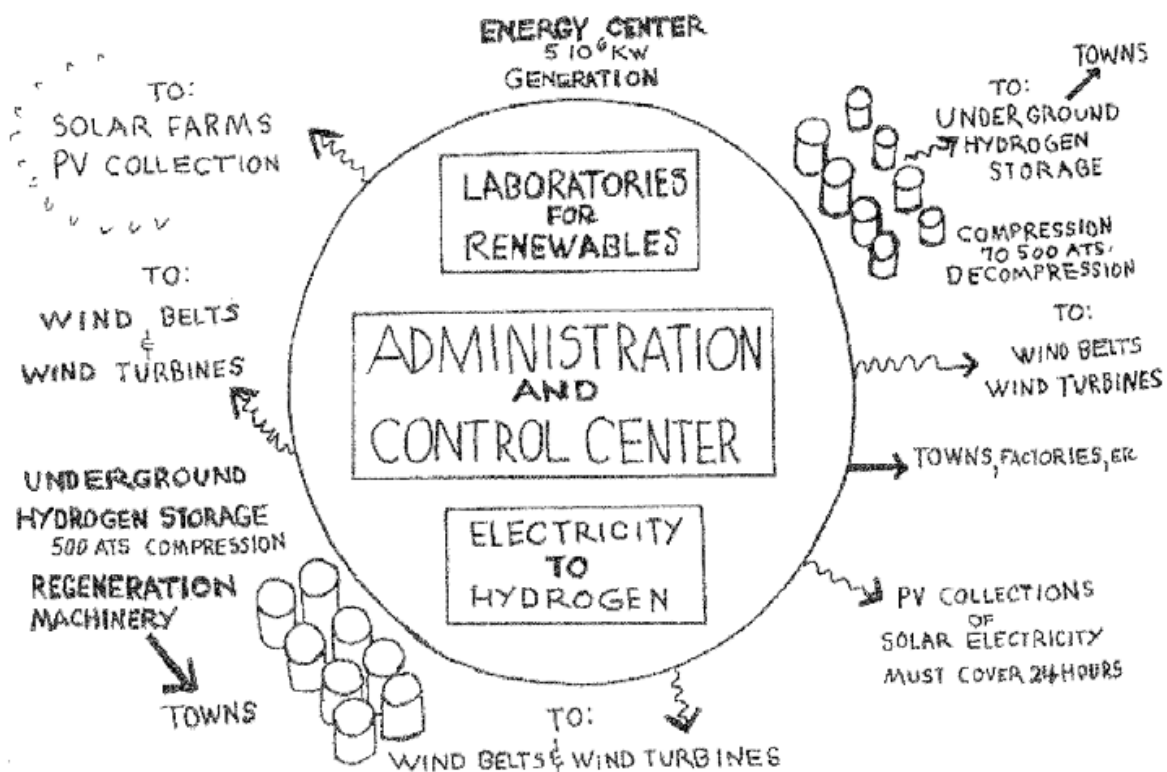 ENERGY CENTER
5 10⁶ KW
GENERATION
TO:
SOLAR FARMS
PV COLLECTION
TO:
WIND BELTS
&
WIND TURBINES
UNDERGROUND
HYDROGEN STORAGE
500 ATS COMPRESSION
REGENERATION
MACHINERY
TOWNS
LABORATORIES
FOR
RENEWABLES
ADMINISTRATION
AND
CONTROL CENTER
ELECTRICITY
TO
HYDROGEN
TO:
WIND BELTS & WIND TURBINES
TOWNS
TO:
UNDERGROUND
HYDROGEN
STORAGE
COMPRESSION
TO 500 ATS.
DECOMPRESSION
TO:
WIND BELTS
WIND TURBINES
TOWNS, FACTORIES,
PV COLLECTIONS
OF
SOLAR ELECTRICITY
MUST COVER 24 HOURS